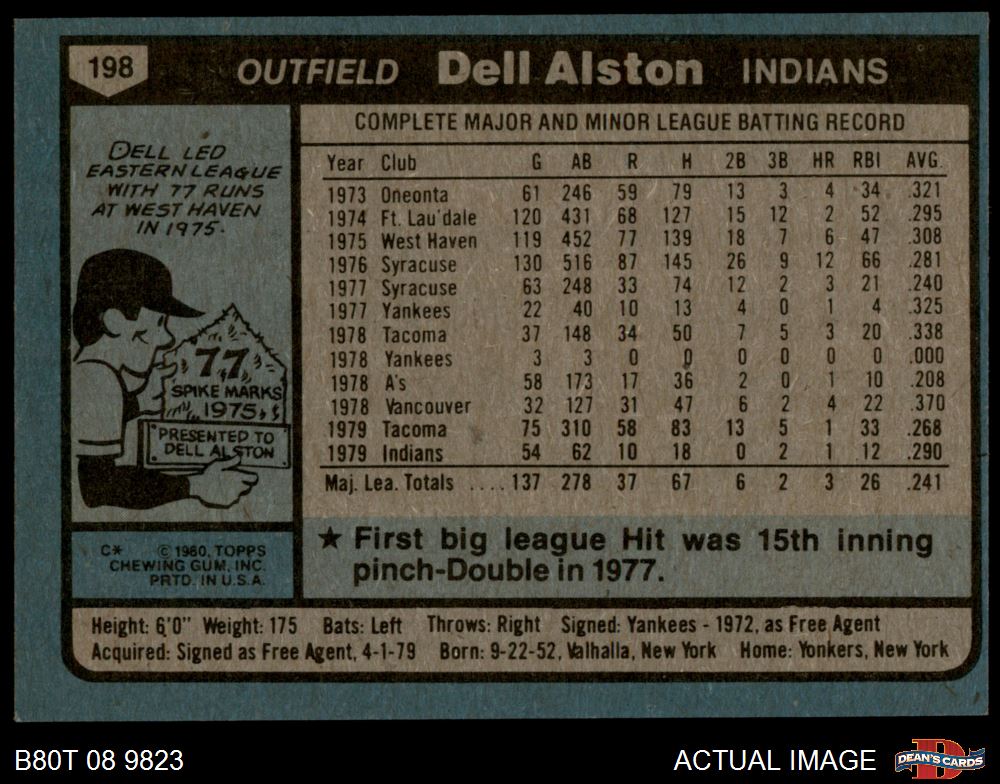 198 OUTFIELD Dell Alston INDIANS
DELL LED
EASTERN LEAGUE
WITH 77 RUNS
AT WEST HAVEN
IN 1975.
77
SPIKE MARKS
1975
PRESENTED TO
DELL ALSTON
C* © 1980, TOPPS
CHEWING GUM, INC.
PRTD. IN U.S.A.
COMPLETE MAJOR AND MINOR LEAGUE BATTING RECORD
Year Club G AB R H 2B 3B HR RBI AVG.
1973 Oneonta 61 246 59 79 13 3 4 34 .321
1974 Ft. Lau'dale 120 431 68 127 15 12 2 52 .295
1975 West Haven 119 452 77 139 18 7 6 47 .308
1976 Syracuse 130 516 87 145 26 9 12 66 .281
1977 Syracuse 63 248 33 74 12 2 3 21 .240
1977 Yankees 22 40 10 13 4 0 1 4 .325
1978 Tacoma 37 148 34 50 7 5 3 20 .338
1978 Yankees 3 3 0 0 0 0 0 0 .000
1978 A's 58 173 17 36 2 0 1 10 .208
1978 Vancouver 32 127 31 47 6 2 4 22 .370
1979 Tacoma 75 310 58 83 13 5 1 33 .268
1979 Indians 54 62 10 18 0 2 1 12 .290
Maj. Lea. Totals .... 137 278 37 67 6 2 3 26 .241
★ First big league Hit was 15th inning
pinch-Double in 1977.
Height: 6'0" Weight: 175 Bats: Left Throws: Right Signed: Yankees - 1972, as Free Agent
Acquired: Signed as Free Agent, 4-1-79 Born: 9-22-52, Valhalla, New York Home: Yonkers, New York
B80T 08 9823 ACTUAL IMAGE DEAN'S CARDS